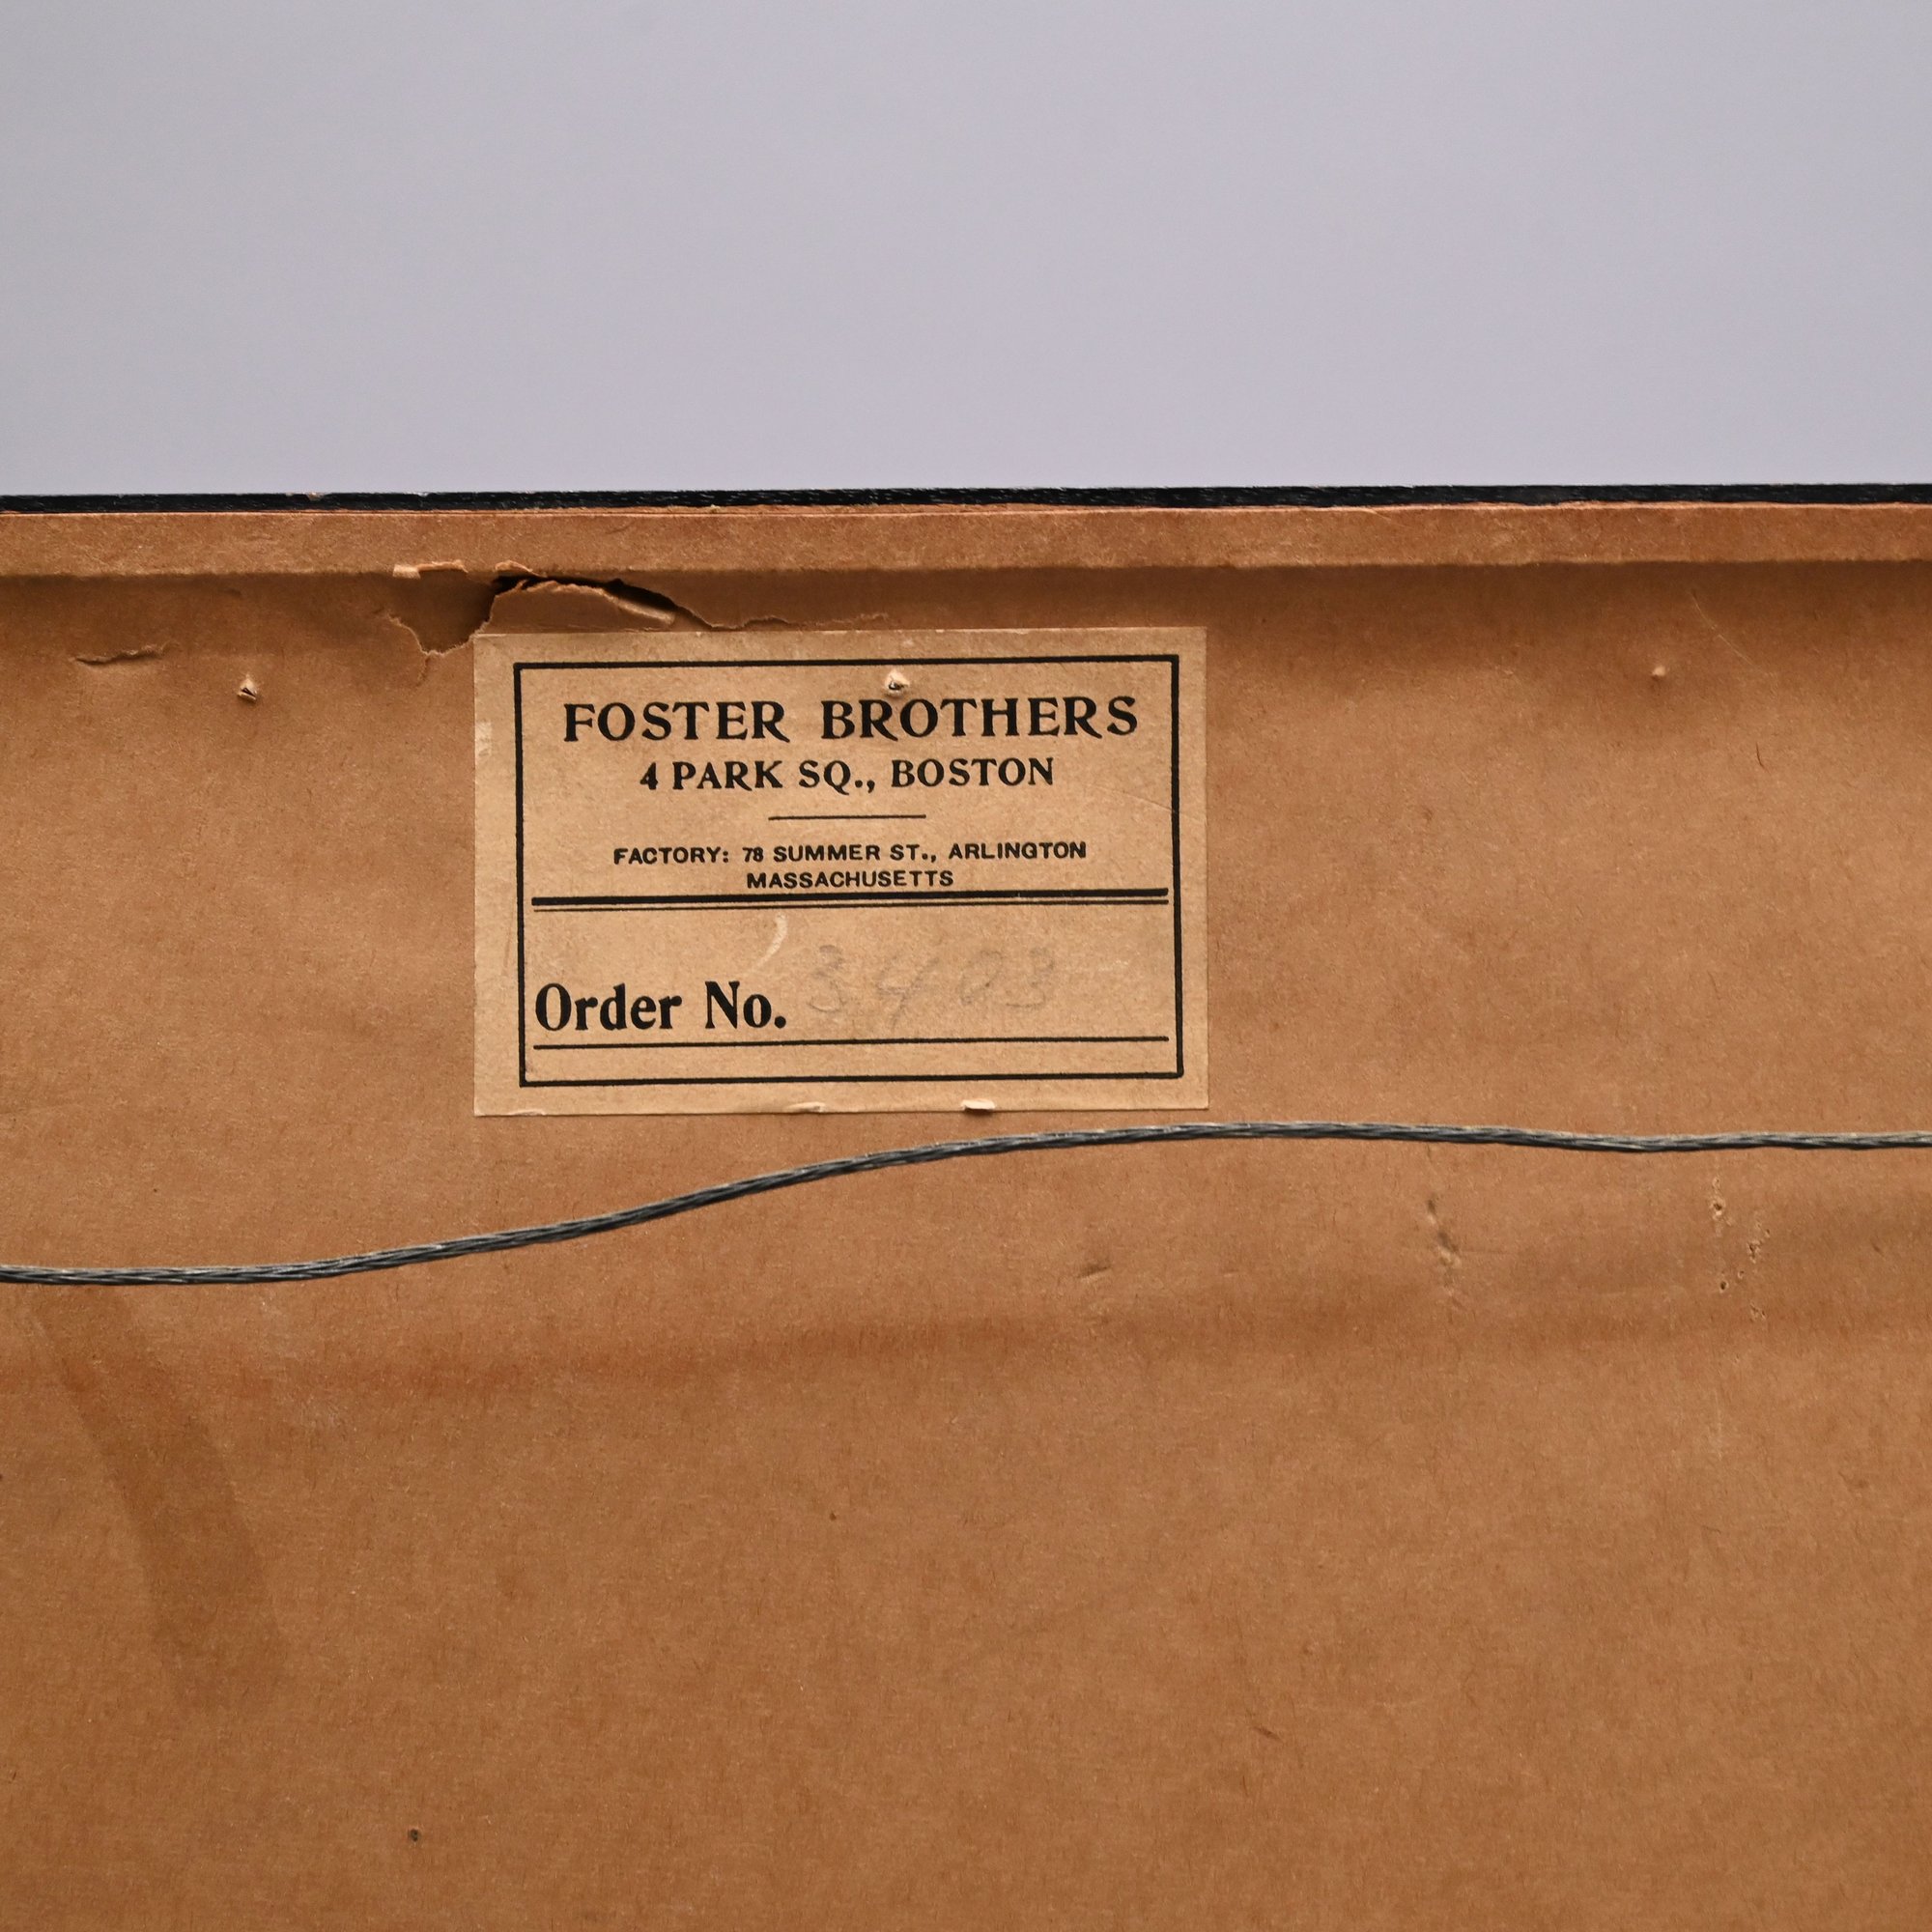 FOSTER BROTHERS
4 PARK SQ., BOSTON
FACTORY: 78 SUMMER ST., ARLINGTON
MASSACHUSETTS
Order No. 3403